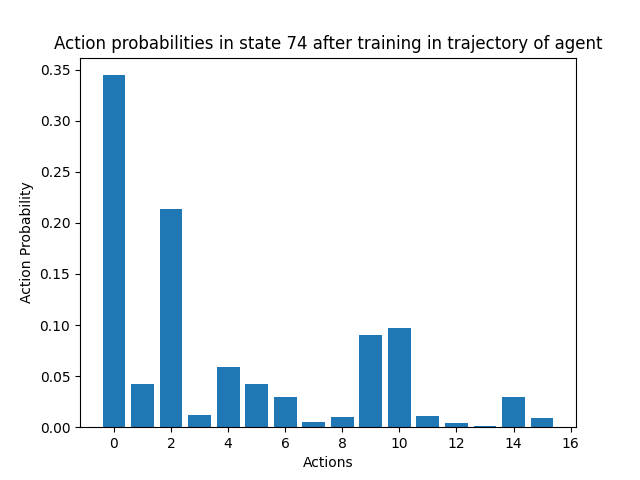 Action probabilities in state 74 after training in trajectory of agent
0.35
0.30
0.25
0.20
0.15
0.10
0.05
0.00
Action Probability
0 2 4 6 8 10 12 14 16
Actions